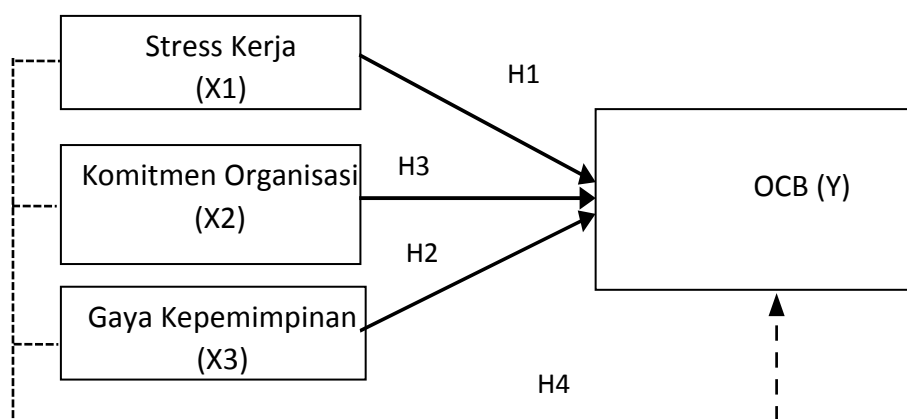 Stress Kerja
(X1)
H1
Komitmen Organisasi
(X2)
H3
OCB (Y)
H2
Gaya Kepemimpinan
(X3)
H4